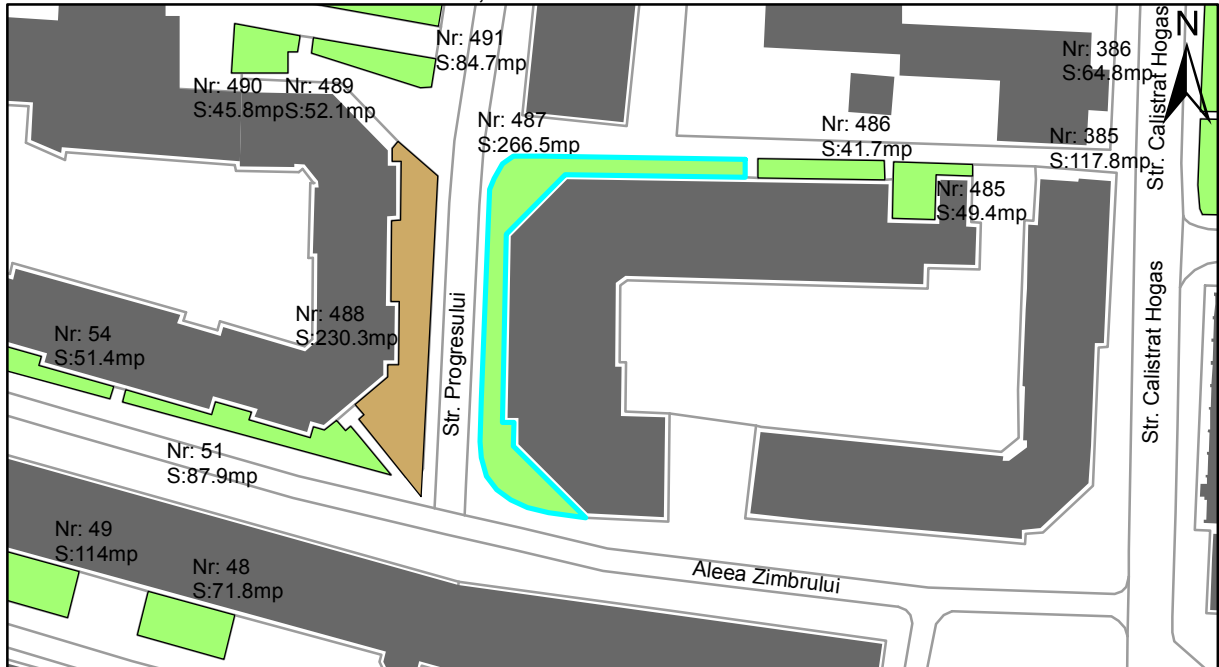 Nr: 491
S:84.7mp
N
Nr: 386
S:64.8mp
Str. Calistrat Hogas
Nr: 490
S:45.8mp
Nr: 489
S:52.1mp
Nr: 487
S:266.5mp
Nr: 486
S:41.7mp
Nr: 385
S:117.8mp
Nr: 485
S:49.4mp
Str. Calistrat Hogas
Str. Progresului
Nr: 488
S:230.3mp
Nr: 54
S:51.4mp
Nr: 51
S:87.9mp
Nr: 49
S:114mp
Nr: 48
S:71.8mp
Aleea Zimbrului